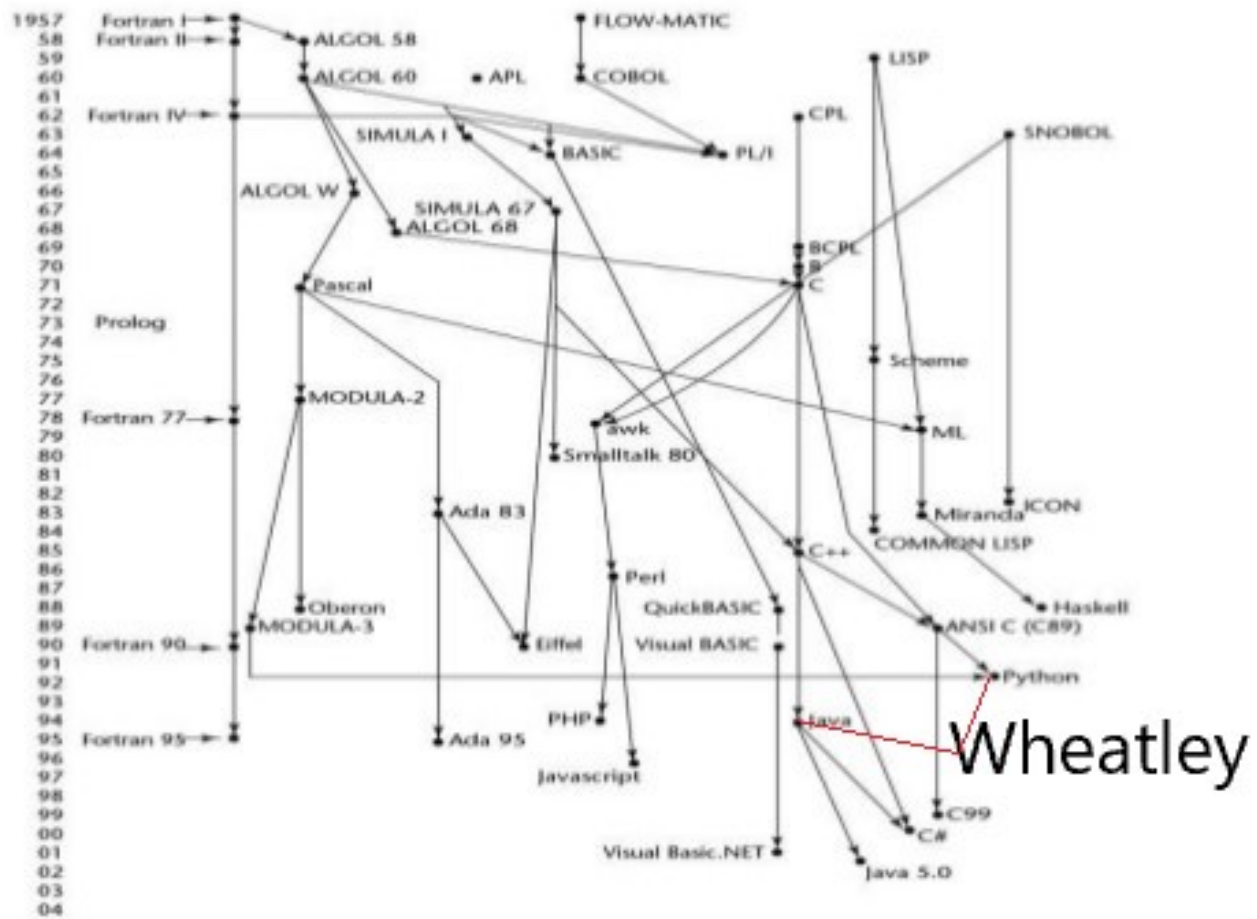 1957 Fortran I FLOW-MATIC
58 Fortran II ALGOL 58
59 LISP
60 ALGOL 60 APL COBOL
61
62 Fortran IV CPL
63 SIMULA I SNOBOL
64 BASIC PL/I
65
66 ALGOL W
67 SIMULA 67
68 ALGOL 68
69 BCPL
70 B
71 Pascal C
72
73 Prolog
74
75 Scheme
76
77 MODULA-2
78 Fortran 77 awk
79 ML
80 Smalltalk 80
81
82 ICON
83 Ada 83 Miranda
84 COMMON LISP
85 C++
86 Perl
87
88 Oberon QuickBASIC Haskell
89 MODULA-3 ANSI C (C89)
90 Fortran 90 Eiffel Visual BASIC
91
92 Python
93
94 PHP Java
95 Fortran 95 Ada 95 Wheatley
96
97 Javascript
98
99 C99
00 C#
01 Visual Basic.NET
02 Java 5.0
03
04